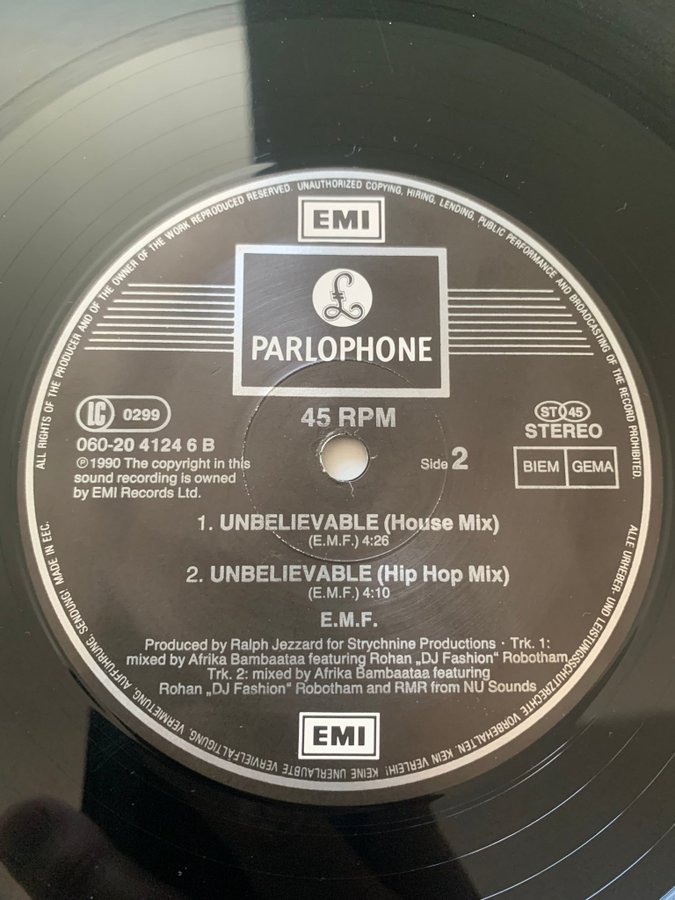 ALL RIGHTS OF THE PRODUCER AND OF THE OWNER OF THE WORK REPRODUCED RESERVED. UNAUTHORIZED COPYING, HIRING, LENDING, PUBLIC PERFORMANCE AND BROADCASTING OF THE RECORD PROHIBITED.
EMI
£
PARLOPHONE
LC 0299
45 RPM
ST 45
STEREO
060-20 4124 6 B
℗1990 The copyright in this
sound recording is owned
by EMI Records Ltd.
Side 2
BIEM GEMA
1. UNBELIEVABLE (House Mix)
(E.M.F.) 4:26
2. UNBELIEVABLE (Hip Hop Mix)
(E.M.F.) 4:10
E.M.F.
Produced by Ralph Jezzard for Strychnine Productions · Trk. 1:
mixed by Afrika Bambaataa featuring Rohan „DJ Fashion“ Robotham
Trk. 2: mixed by Afrika Bambaataa featuring
Rohan „DJ Fashion“ Robotham and RMR from NU Sounds
EMI
ALLE URHEBER- UND LEISTUNGSSCHUTZRECHTE VORBEHALTEN. KEIN VERLEIH! KEINE UNERLAUBTE VERVIELFÄLTIGUNG, VERMIETUNG, AUFFÜHRUNG, SENDUNG! MADE IN EEC.